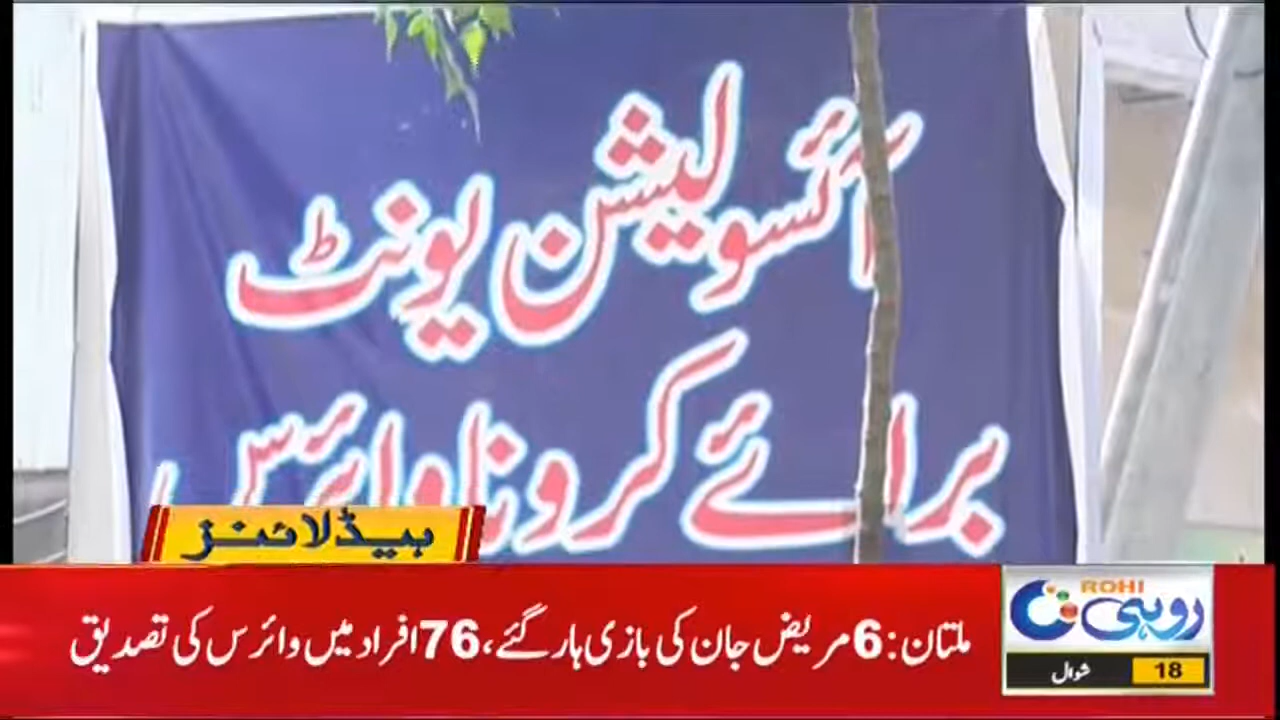 آئسولیشن یونٹ
برائے کرونا وائرس
ہیڈلائنز
ملتان: 6 مریض جان کی بازی ہار گئے، 76 افراد میں وائرس کی تصدیق
ROHI
روہی
18 شوال